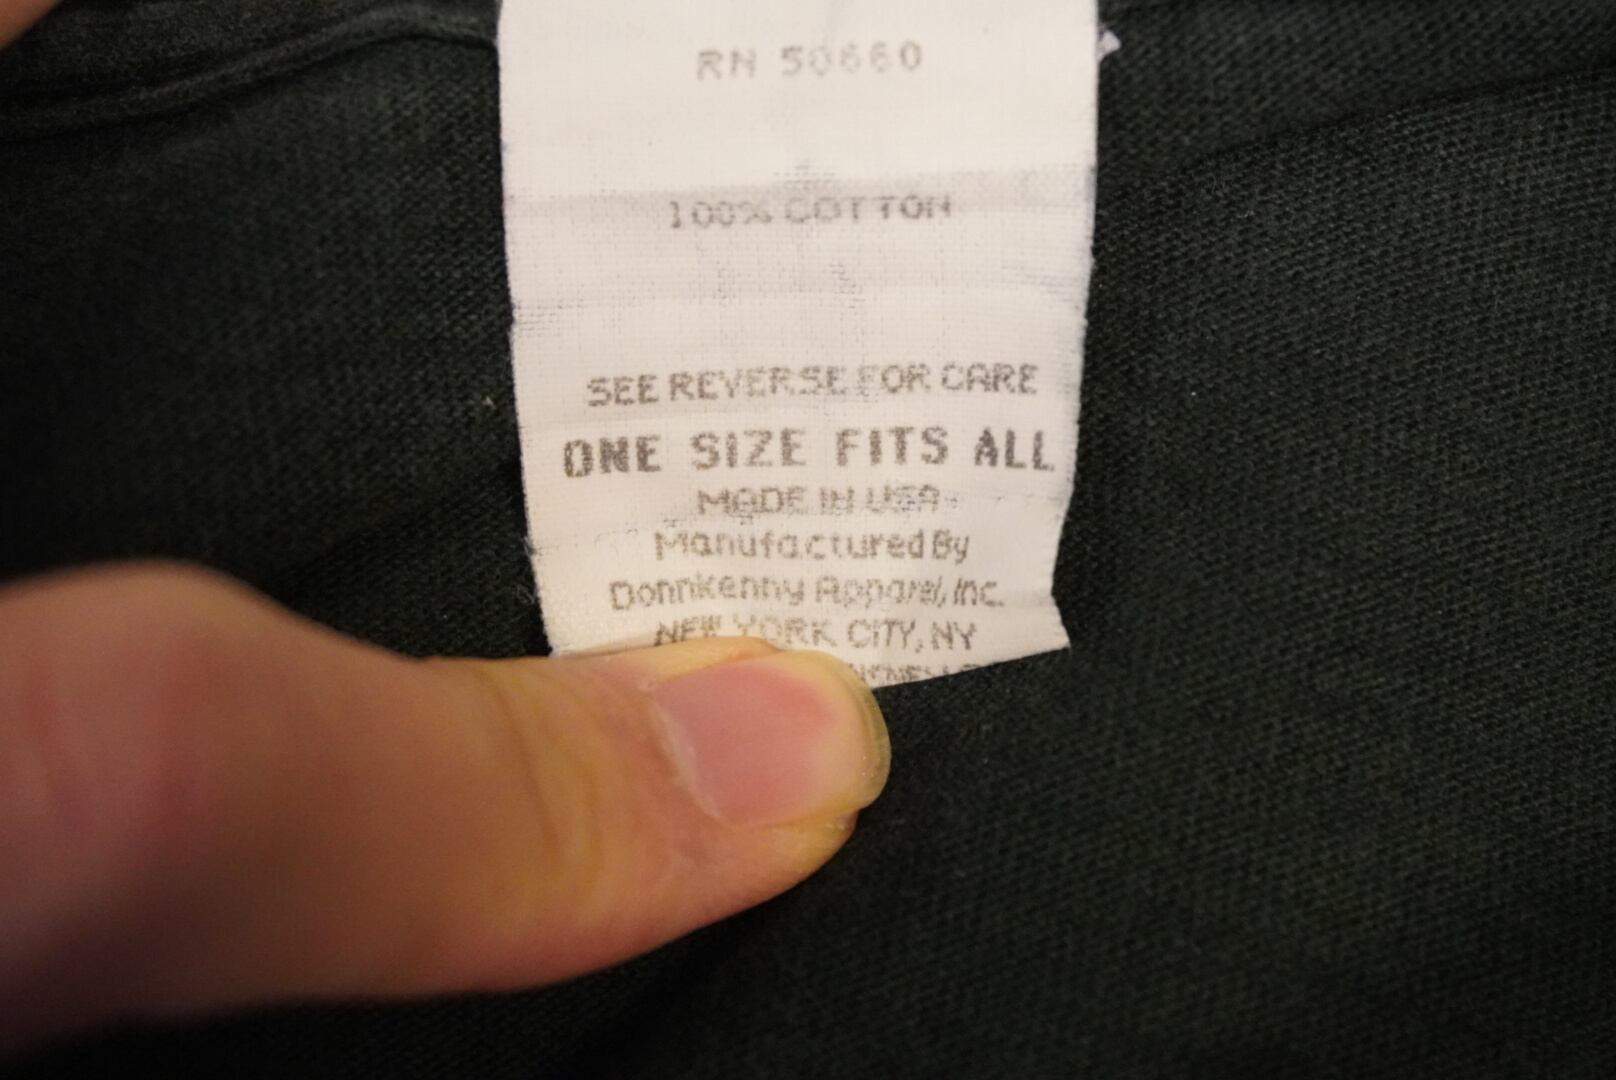 RN 50660
100% COTTON
SEE REVERSE FOR CARE
ONE SIZE FITS ALL
MADE IN USA
Manufactured By
Donnkenny Apparel, Inc.
NEW YORK CITY, NY